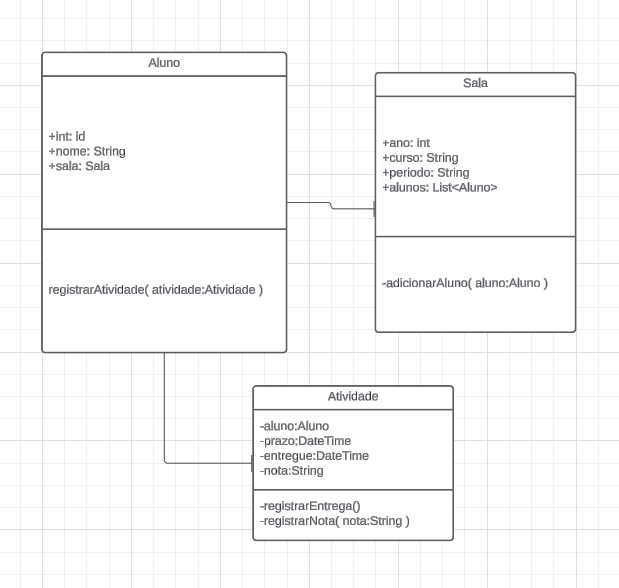 Aluno
+int: id
+nome: String
+sala: Sala
registrarAtividade( atividade:Atividade )
Sala
+ano: int
+curso: String
+periodo: String
+alunos: List<Aluno>
-adicionarAluno( aluno:Aluno )
Atividade
-aluno:Aluno
-prazo:DateTime
-entregue:DateTime
-nota:String
-registrarEntrega()
-registrarNota( nota:String )